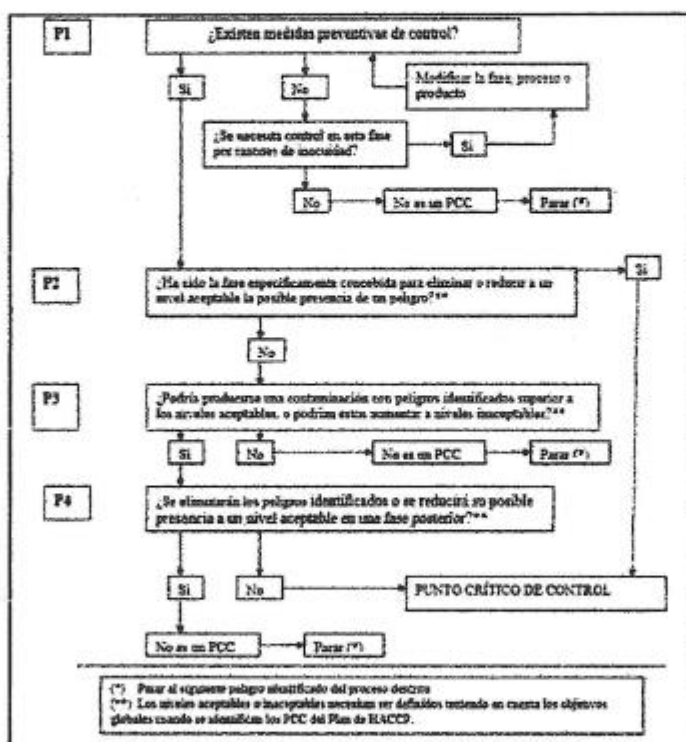 P1
¿Existen medidas preventivas de control?
Si
No
Modificar la fase, proceso o
producto
¿Se necesita control en esta fase
por razones de inocuidad?
Si
No
No es un PCC
Parar (*)
P2
¿Ha sido la fase específicamente concebida para eliminar o reducir a un
nivel aceptable la posible presencia de un peligro?**
Si
No
P3
¿Podría producirse una contaminación con peligros identificados superior a
los niveles aceptables, o podrían estos aumentar a niveles inaceptables?**
Si
No
No es un PCC
Parar (*)
P4
¿Se eliminarán los peligros identificados o se reducirá su posible
presencia a un nivel aceptable en una fase posterior?**
Si
No
PUNTO CRÍTICO DE CONTROL
No es un PCC
Parar (*)
(*) Pasar al siguiente peligro identificado del proceso descrito
(**) Los niveles aceptables o inaceptables necesitan ser definidos teniendo en cuenta los objetivos
globales cuando se identifican los PCC del Plan de HACCP.